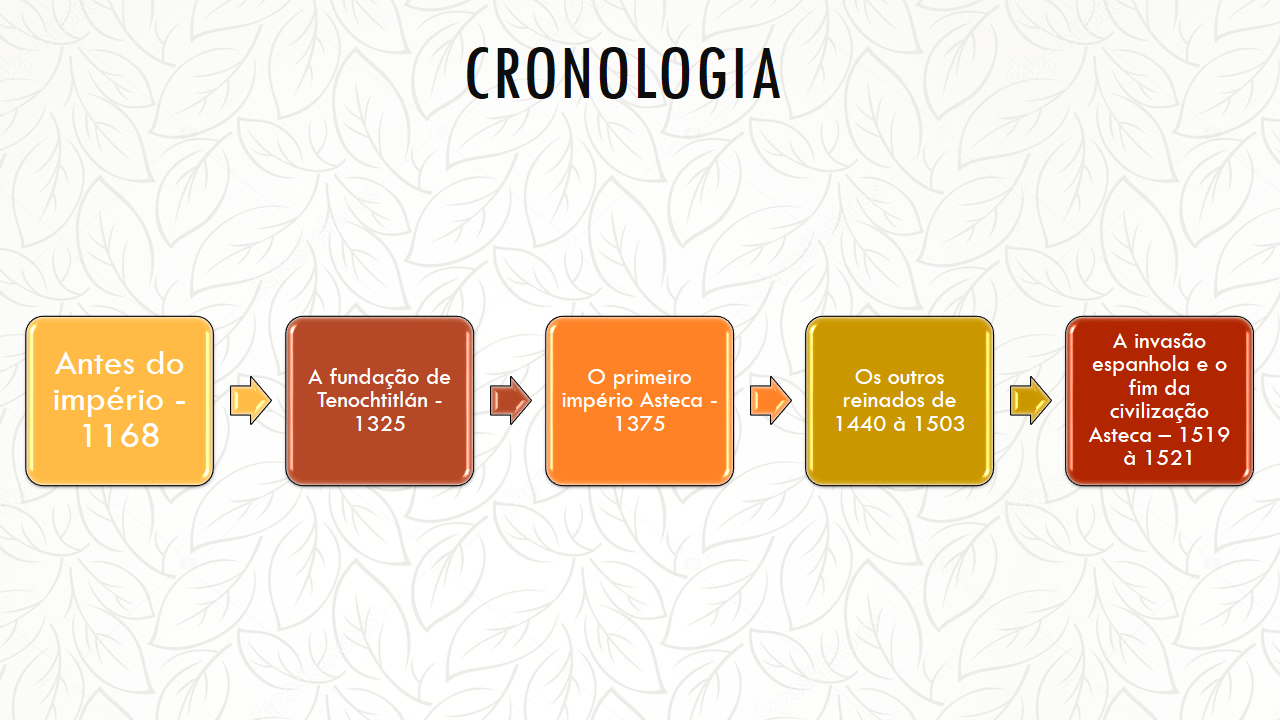 CRONOLOGIA
Antes do
império -
1168
A fundação de
Tenochtitlán -
1325
O primeiro
império Asteca -
1375
Os outros
reinados de
1440 à 1503
A invasão
espanhola e o
fim da
civilização
Asteca – 1519
à 1521